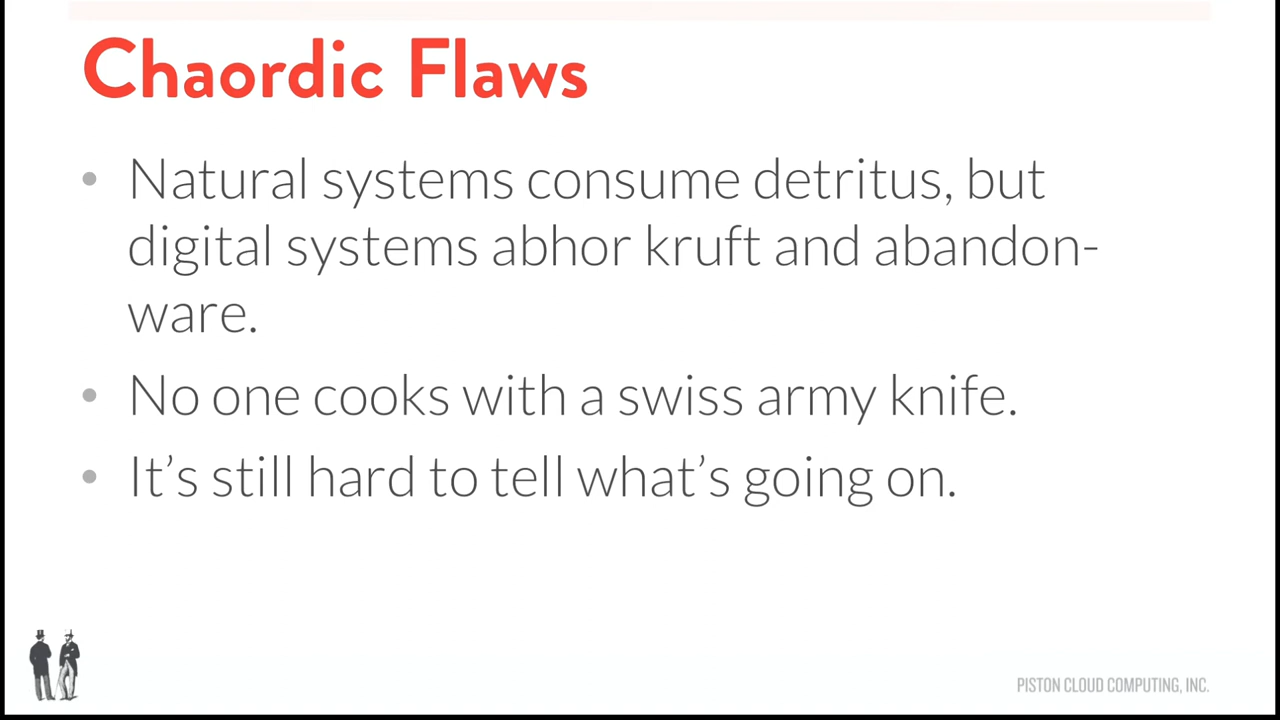 Chaordic Flaws
• Natural systems consume detritus, but
digital systems abhor kruft and abandon-
ware.
• No one cooks with a swiss army knife.
• It’s still hard to tell what’s going on.
PISTON CLOUD COMPUTING, INC.